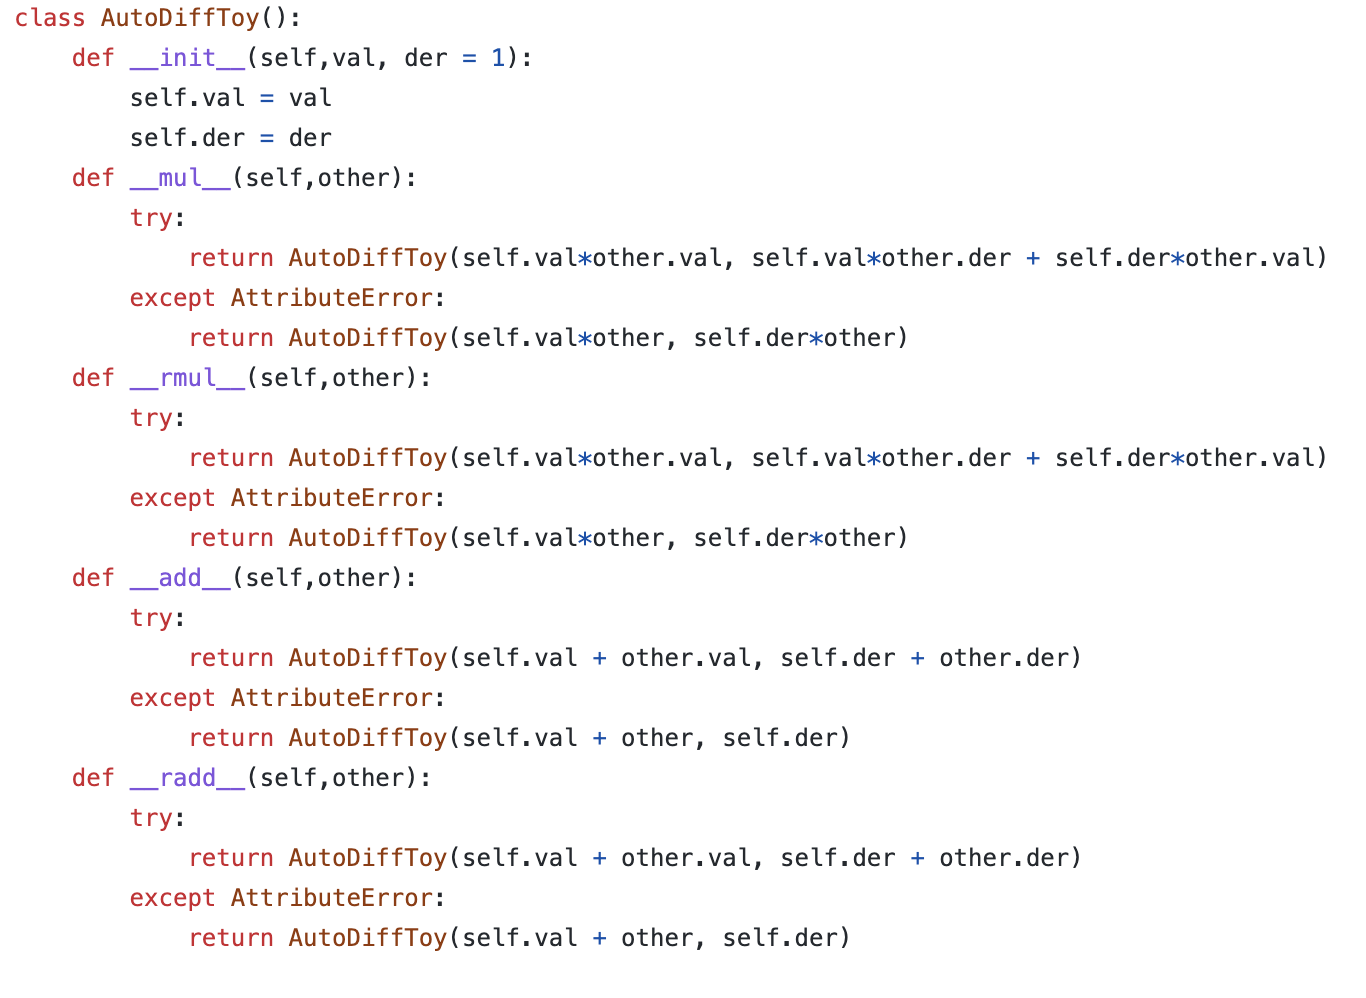 class AutoDiffToy():
    def __init__(self,val, der = 1):
        self.val = val
        self.der = der
    def __mul__(self,other):
        try:
            return AutoDiffToy(self.val*other.val, self.val*other.der + self.der*other.val)
        except AttributeError:
            return AutoDiffToy(self.val*other, self.der*other)
    def __rmul__(self,other):
        try:
            return AutoDiffToy(self.val*other.val, self.val*other.der + self.der*other.val)
        except AttributeError:
            return AutoDiffToy(self.val*other, self.der*other)
    def __add__(self,other):
        try:
            return AutoDiffToy(self.val + other.val, self.der + other.der)
        except AttributeError:
            return AutoDiffToy(self.val + other, self.der)
    def __radd__(self,other):
        try:
            return AutoDiffToy(self.val + other.val, self.der + other.der)
        except AttributeError:
            return AutoDiffToy(self.val + other, self.der)